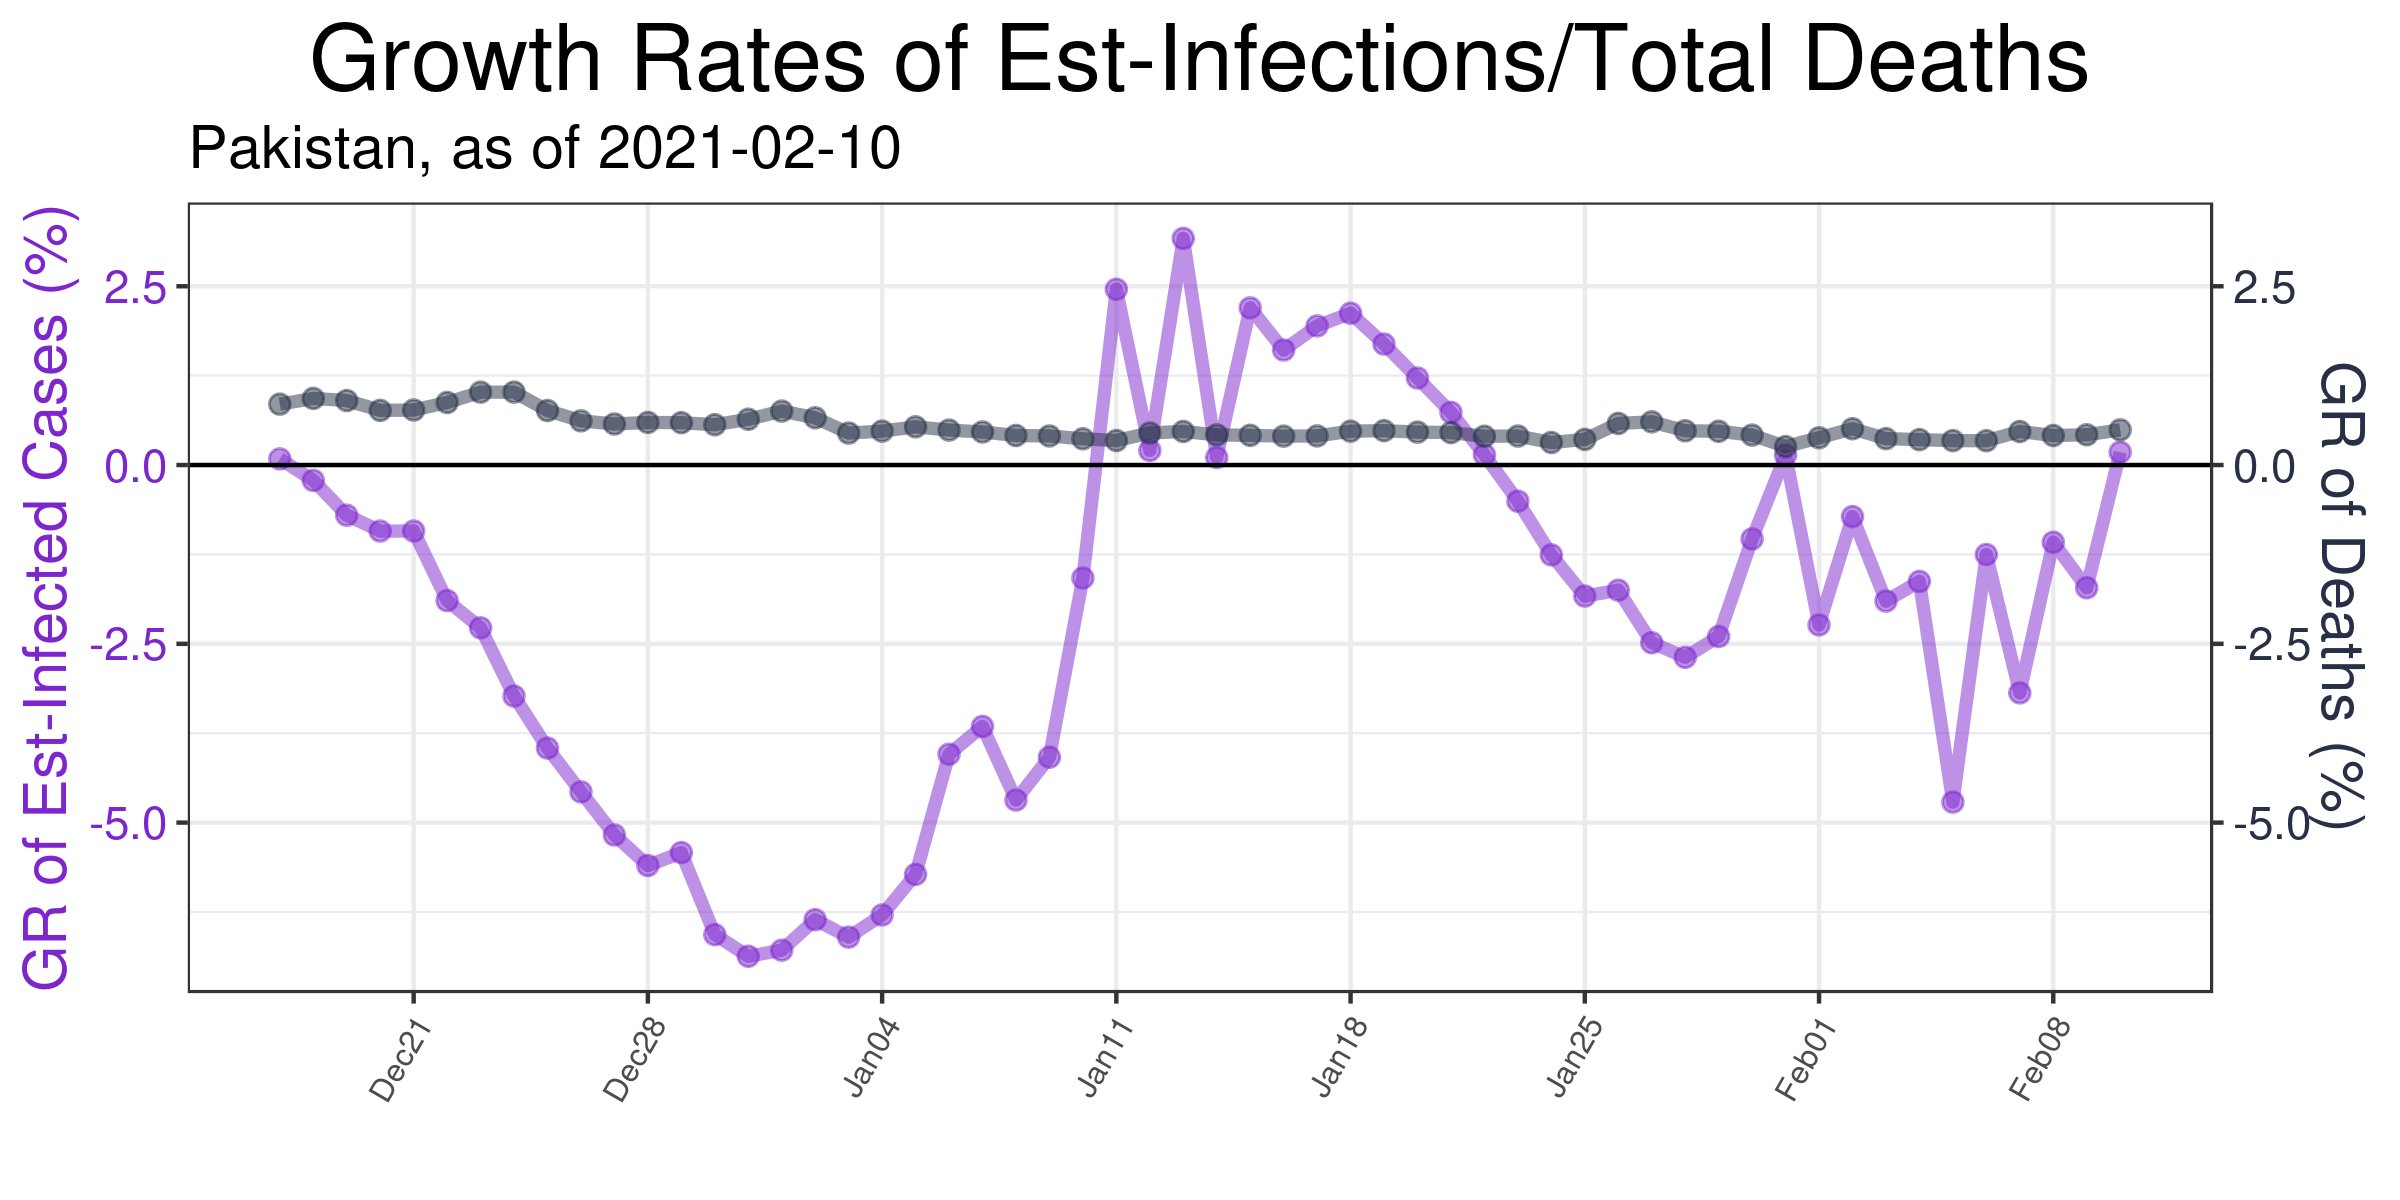 Growth Rates of Est-Infections/Total Deaths
Pakistan, as of 2021-02-10
GR of Est-Infected Cases (%)
2.5
0.0
-2.5
-5.0
2.5
0.0
-2.5
-5.0
GR of Deaths (%)
Dec21
Dec28
Jan04
Jan11
Jan18
Jan25
Feb01
Feb08